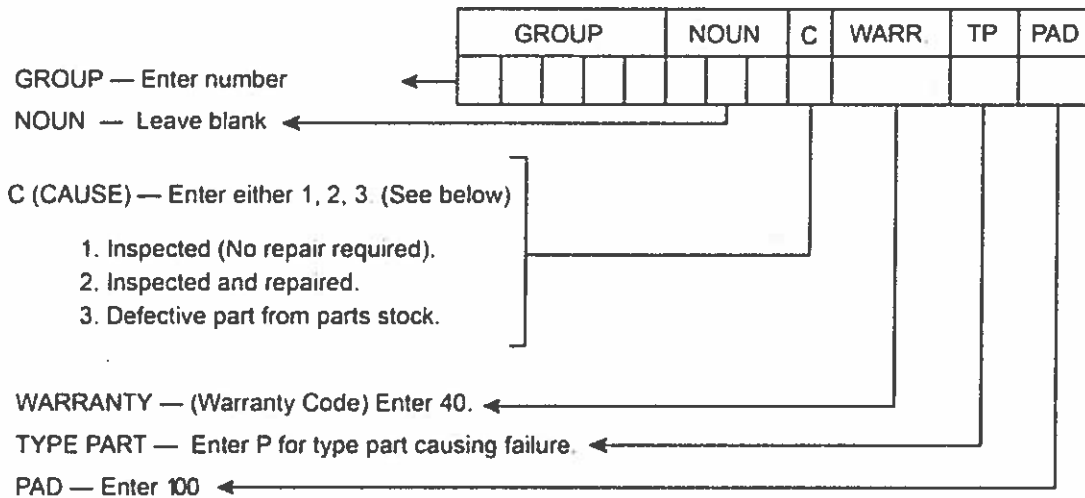 GROUP NOUN C WARR. TP PAD
GROUP — Enter number
NOUN — Leave blank
C (CAUSE) — Enter either 1, 2, 3. (See below)
1. Inspected (No repair required).
2. Inspected and repaired.
3. Defective part from parts stock.
WARRANTY — (Warranty Code) Enter 40.
TYPE PART — Enter P for type part causing failure.
PAD — Enter 100